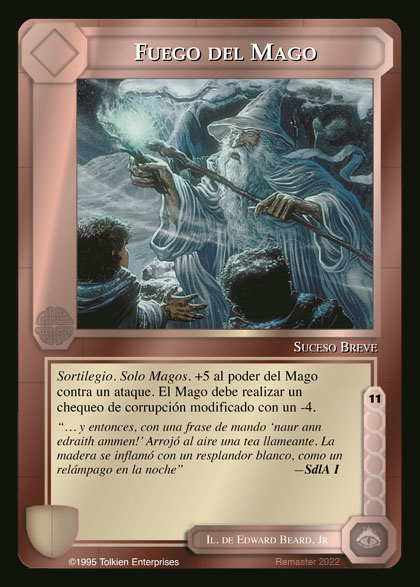 Fuego del Mago
Suceso Breve
Sortilegio. Solo Magos. +5 al poder del Mago
contra un ataque. El Mago debe realizar un
chequeo de corrupción modificado con un -4.
11
“… y entonces, con una frase de mando ‘naur ann
edraith ammen!’ Arrojó al aire una tea llameante. La
madera se inflamó con un resplandor blanco, como un
relámpago en la noche” —SdlA I
Il. de Edward Beard, Jr
©1995 Tolkien Enterprises
Remaster 2022